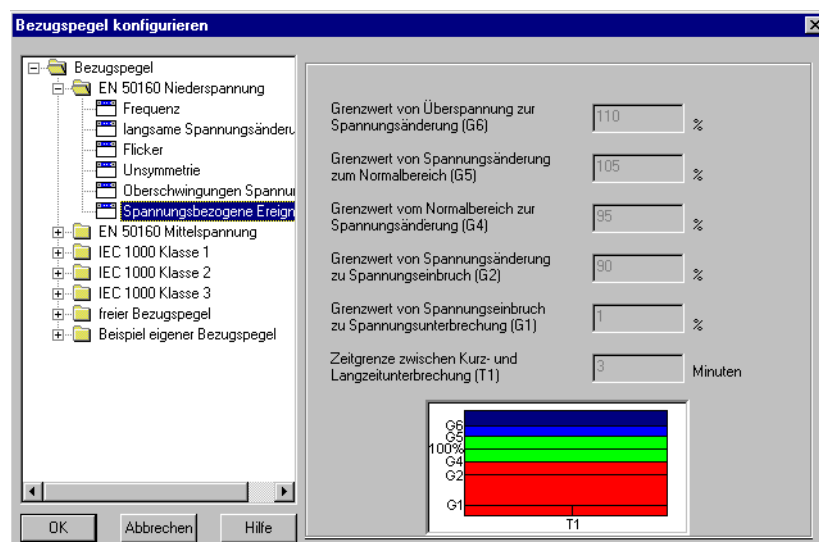 Bezugspegel konfigurieren
Bezugspegel
EN 50160 Niederspannung
Frequenz
langsame Spannungsänderu
Flicker
Unsymmetrie
Oberschwingungen Spannu
Spannungsbezogene Ereign
EN 50160 Mittelspannung
IEC 1000 Klasse 1
IEC 1000 Klasse 2
IEC 1000 Klasse 3
freier Bezugspegel
Beispiel eigener Bezugspegel
OK
Abbrechen
Hilfe
Grenzwert von Überspannung zur
Spannungsänderung (G6)
110
%
Grenzwert von Spannungsänderung
zum Normalbereich (G5)
105
%
Grenzwert vom Normalbereich zur
Spannungsänderung (G4)
95
%
Grenzwert von Spannungsänderung
zu Spannungseinbruch (G2)
90
%
Grenzwert von Spannungseinbruch
zu Spannungsunterbrechung (G1)
1
%
Zeitgrenze zwischen Kurz- und
Langzeitunterbrechung (T1)
3
Minuten
G6
G5
100%
G4
G2
G1
T1